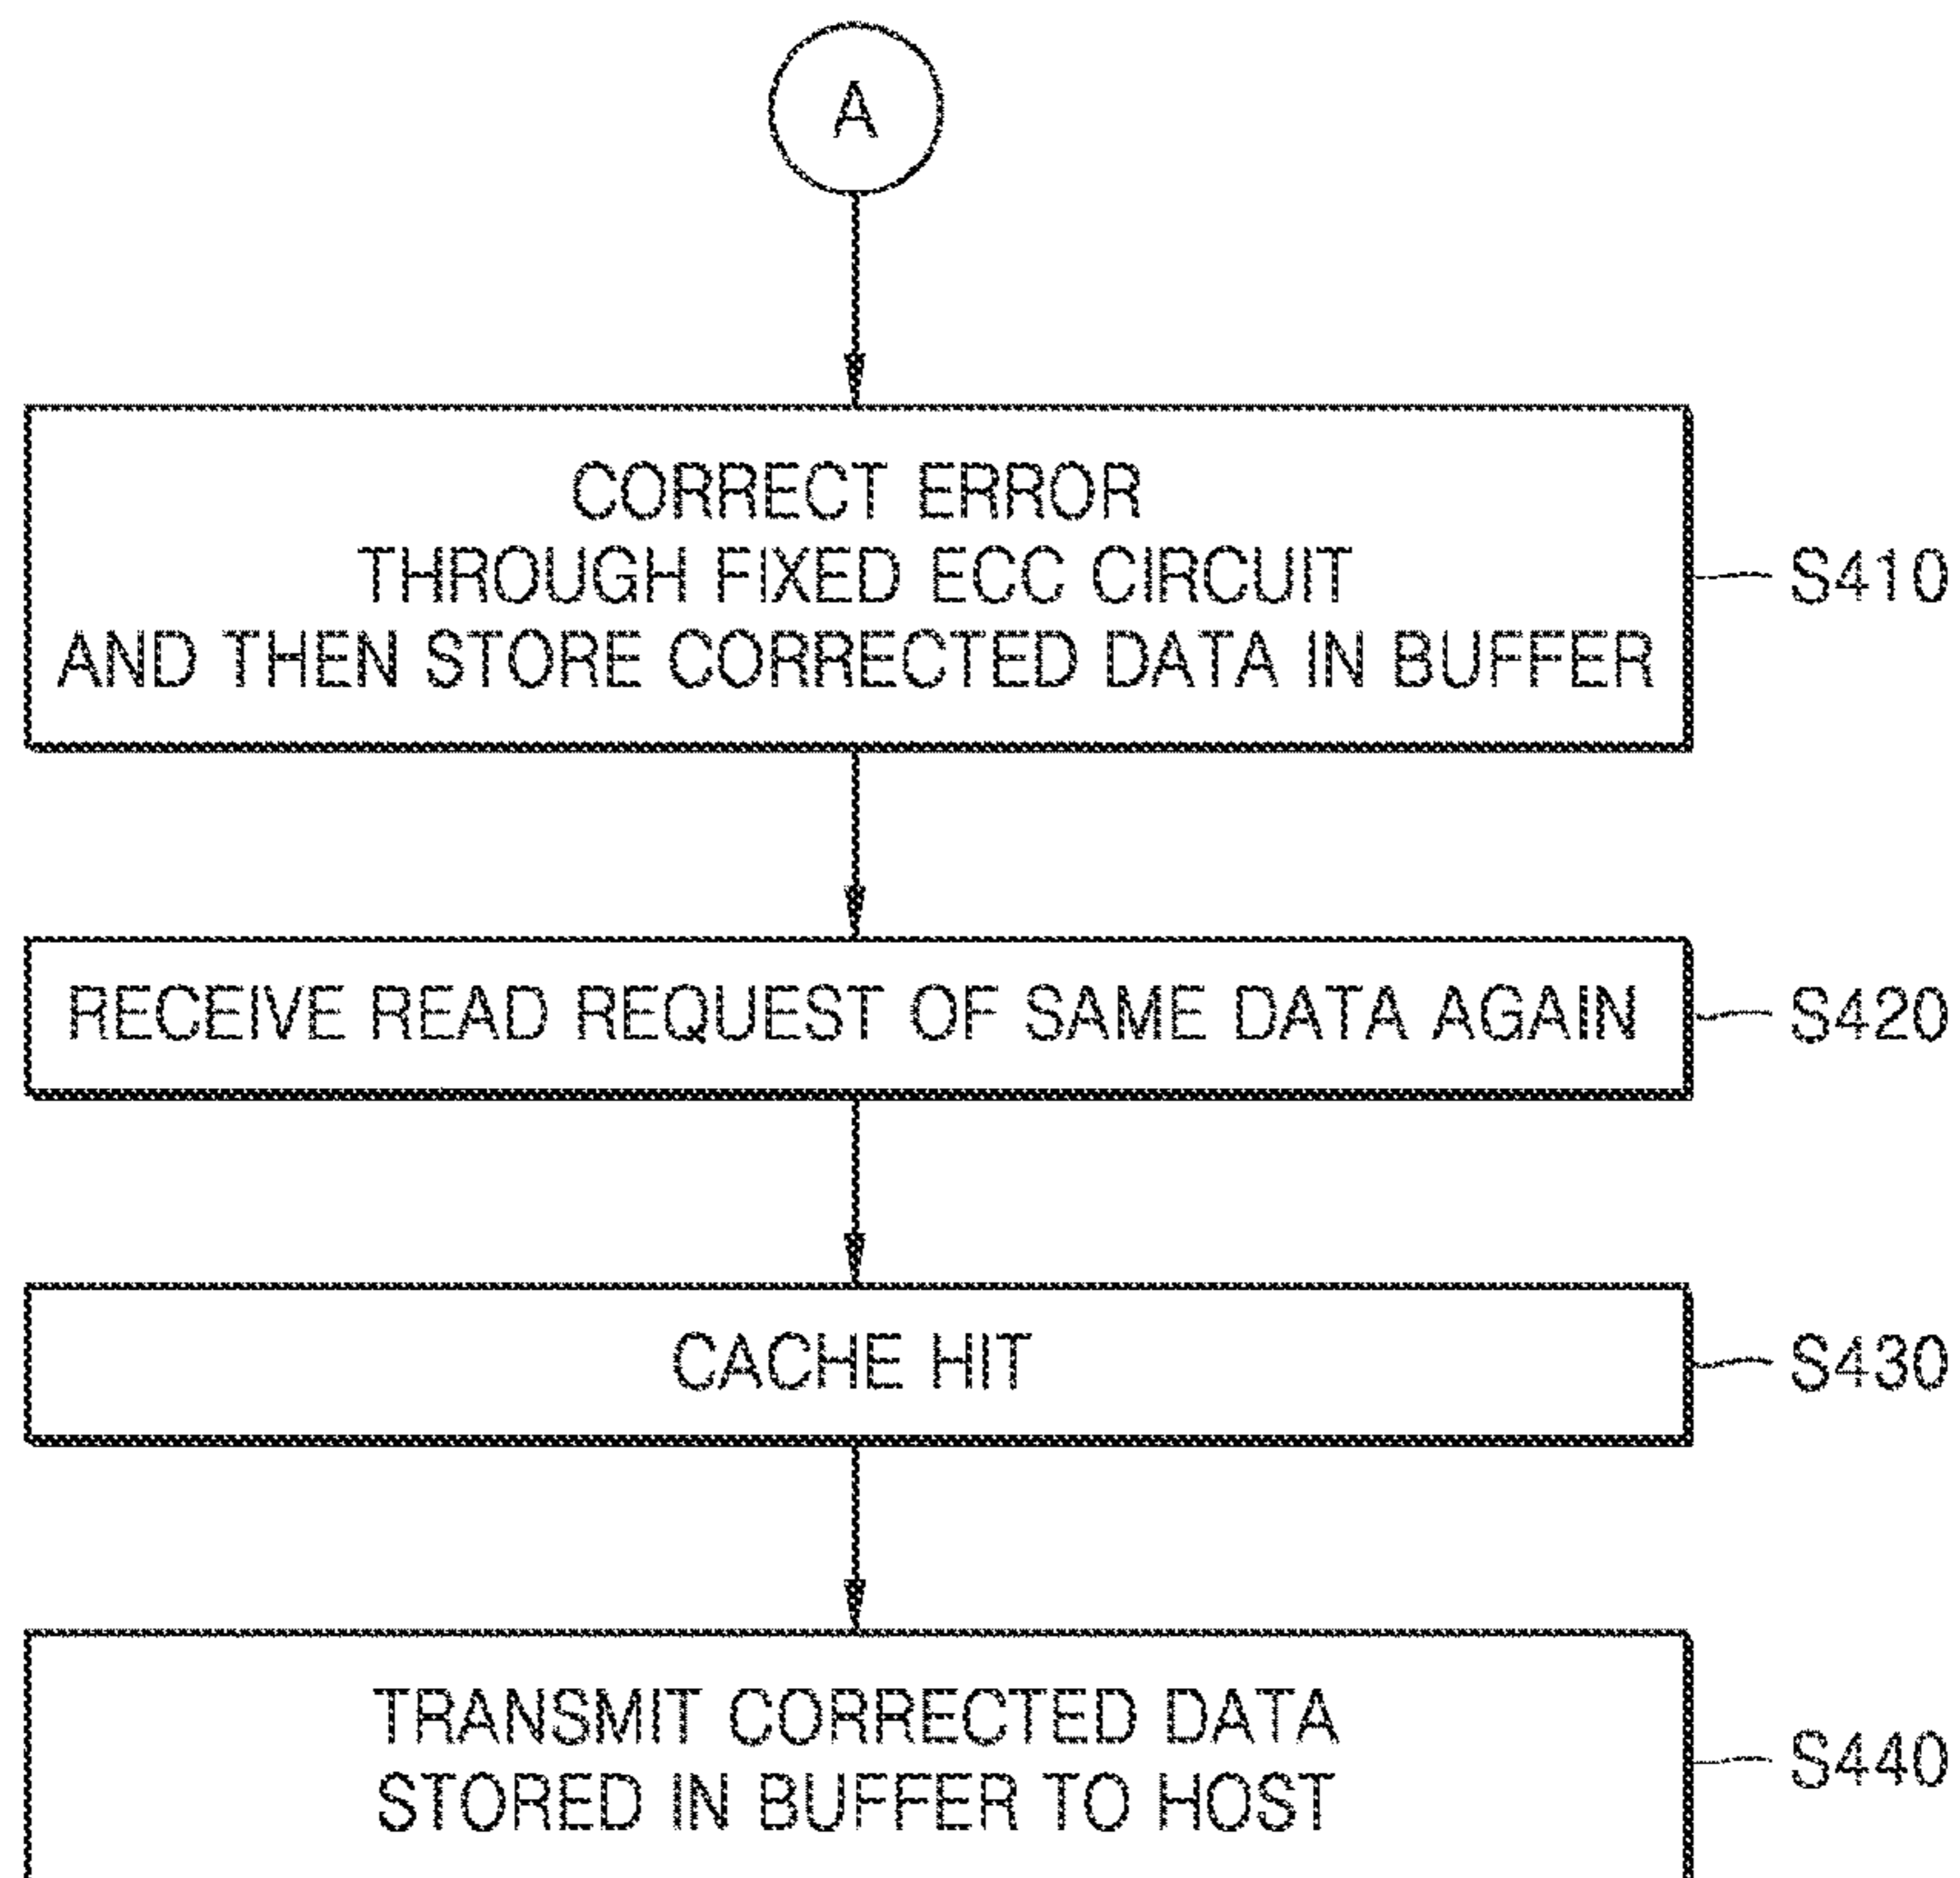 A
CORRECT ERROR
THROUGH FIXED ECC CIRCUIT
AND THEN STORE CORRECTED DATA IN BUFFER
S410
RECEIVE READ REQUEST OF SAME DATA AGAIN
S420
CACHE HIT
S430
TRANSMIT CORRECTED DATA
STORED IN BUFFER TO HOST
S440